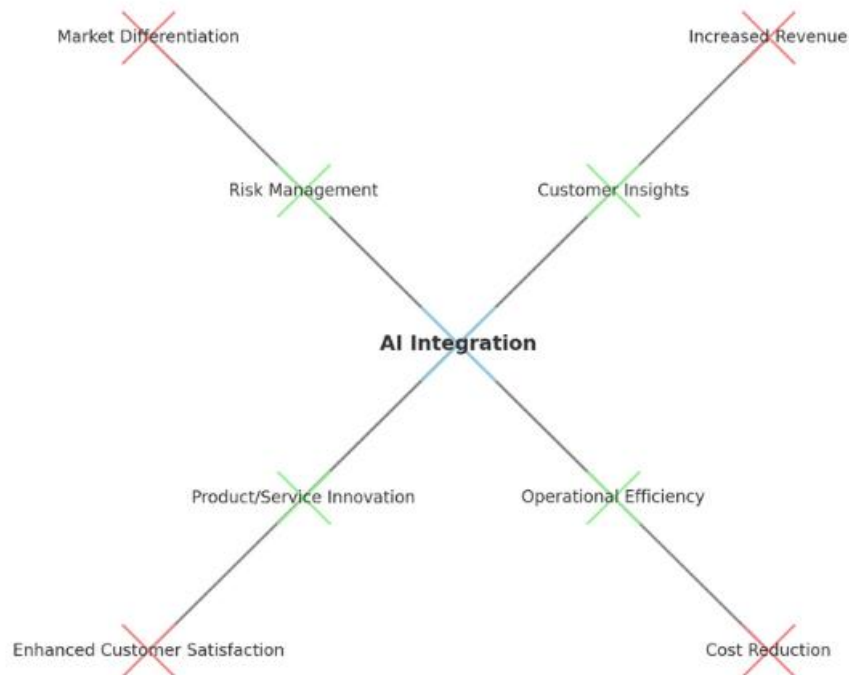 Market Differentiation
Increased Revenue
Risk Management
Customer Insights
AI Integration
Product/Service Innovation
Operational Efficiency
Enhanced Customer Satisfaction
Cost Reduction